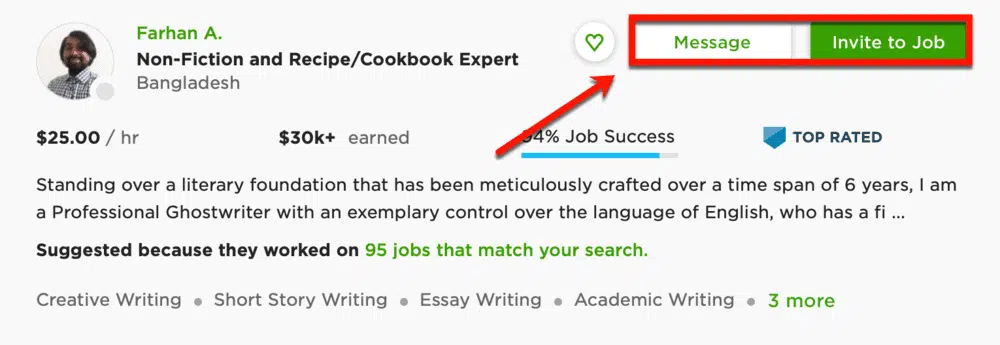 Farhan A.
Non-Fiction and Recipe/Cookbook Expert
Bangladesh
Message
Invite to Job
$25.00 / hr
$30k+ earned
94% Job Success
TOP RATED
Standing over a literary foundation that has been meticulously crafted over a time span of 6 years, I am
a Professional Ghostwriter with an exemplary control over the language of English, who has a fi ...
Suggested because they worked on 95 jobs that match your search.
Creative Writing ● Short Story Writing ● Essay Writing ● Academic Writing ● 3 more